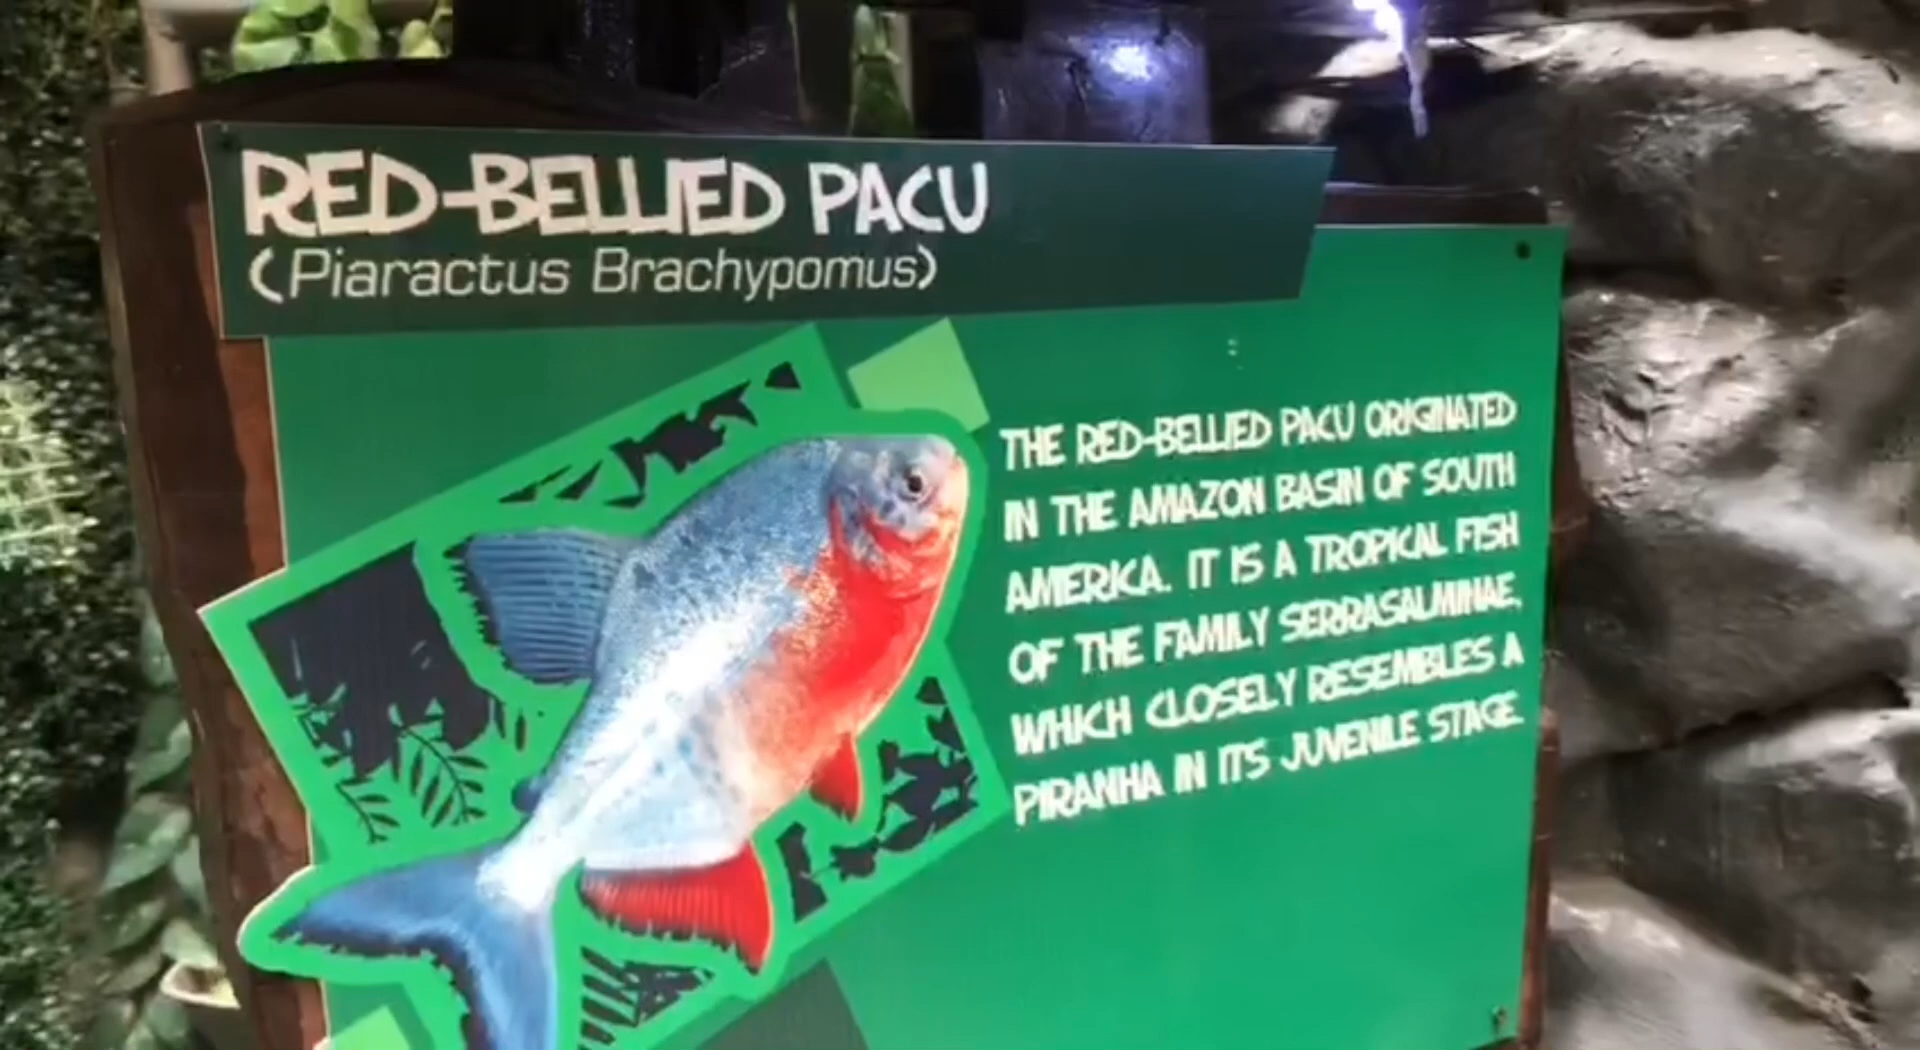 RED-BELLIED PACU
(Piaractus Brachypomus)
THE RED-BELLIED PACU ORIGINATED
IN THE AMAZON BASIN OF SOUTH
AMERICA. IT IS A TROPICAL FISH
OF THE FAMILY SERRASALMINAE,
WHICH CLOSELY RESEMBLES A
PIRANHA IN ITS JUVENILE STAGE.